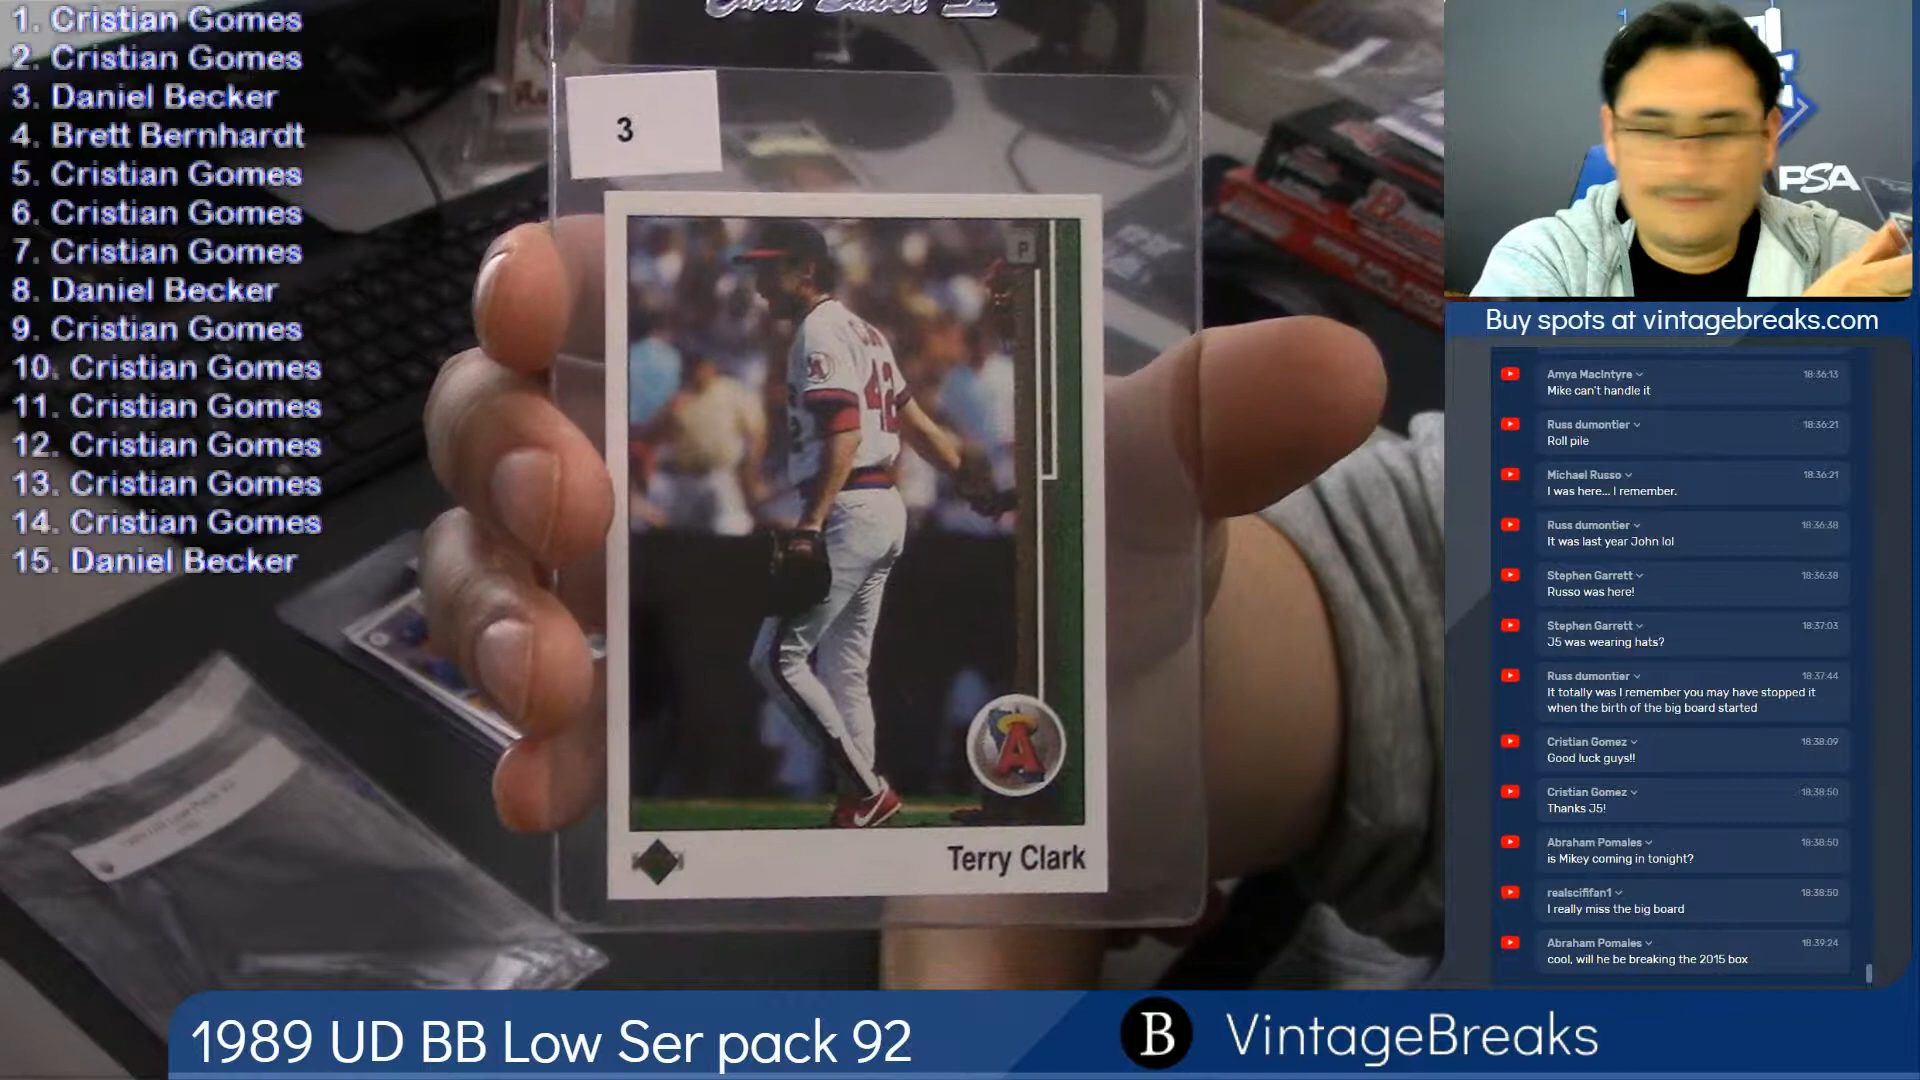 1. Cristian Gomes
2. Cristian Gomes
3. Daniel Becker
4. Brett Bernhardt
5. Cristian Gomes
6. Cristian Gomes
7. Cristian Gomes
8. Daniel Becker
9. Cristian Gomes
10. Cristian Gomes
11. Cristian Gomes
12. Cristian Gomes
13. Cristian Gomes
14. Cristian Gomes
15. Daniel Becker
3
P
42
A
Terry Clark
PSA
Buy spots at vintagebreaks.com
Amya MacIntyre 18:36:13
Mike can't handle it
Russ dumontier 18:36:21
Roll pile
Michael Russo 18:36:21
I was here... I remember.
Russ dumontier 18:36:38
It was last year John lol
Stephen Garrett 18:36:38
Russo was here!
Stephen Garrett 18:37:03
J5 was wearing hats?
Russ dumontier 18:37:44
It totally was I remember you may have stopped it
when the birth of the big board started
Cristian Gomez 18:38:09
Good luck guys!!
Cristian Gomez 18:38:50
Thanks J5!
Abraham Pomales 18:38:50
is Mikey coming in tonight?
realscififan1 18:38:50
I really miss the big board
Abraham Pomales 18:39:24
cool, will he be breaking the 2015 box
1989 UD BB Low Ser pack 92
B VintageBreaks